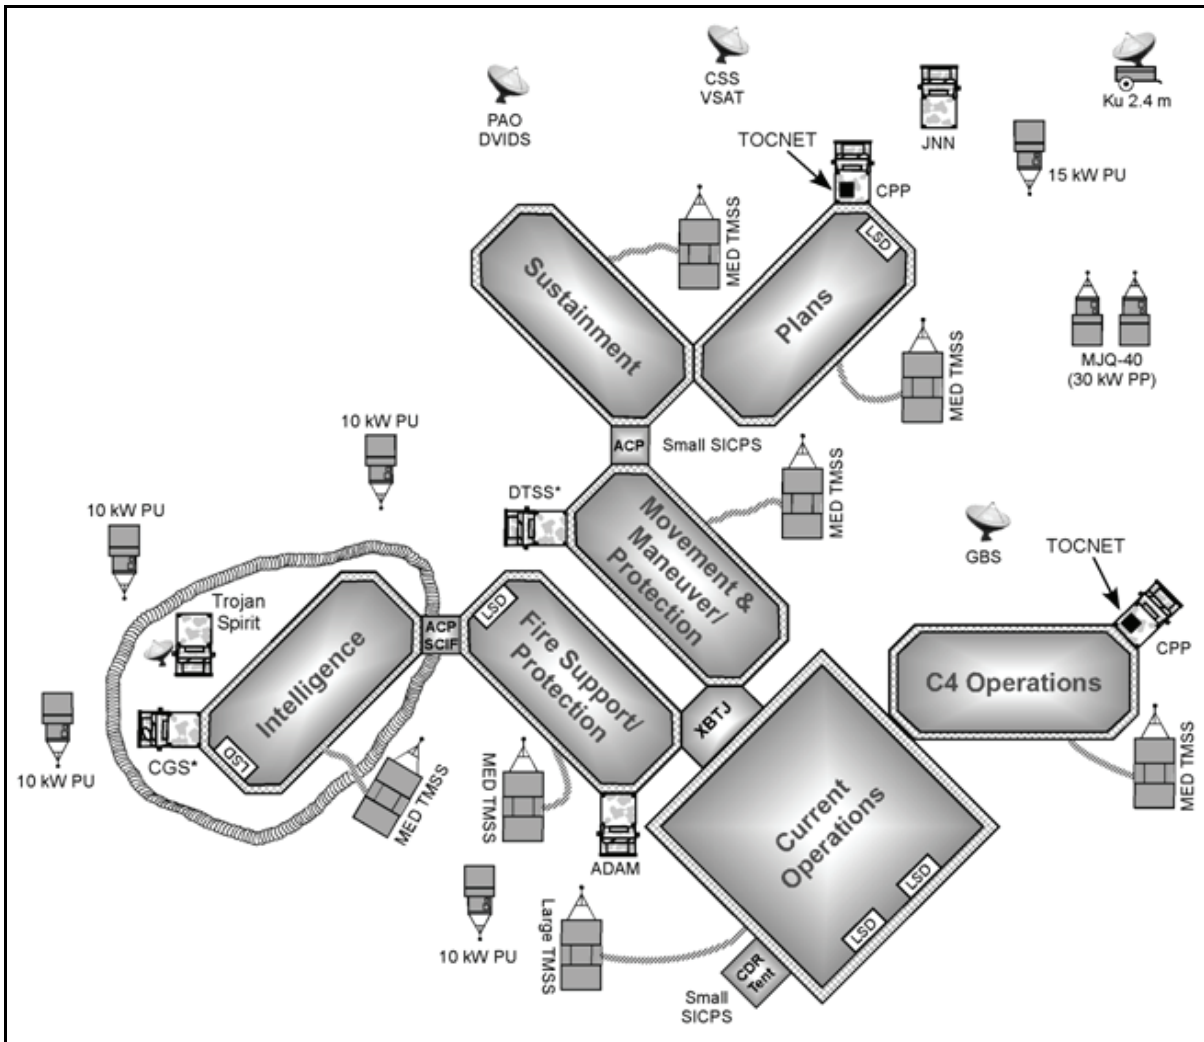 CSS
VSAT
PAO
DVIDS
Ku 2.4 m
JNN
TOCNET
CPP
15 kW PU
LSD
MED TMSS
Sustainment
Plans
MED TMSS
MJQ-40
(30 kW PP)
10 kW PU
ACP
Small SICPS
MED TMSS
DTSS*
Movement &
Maneuver/
Protection
10 kW PU
GBS
TOCNET
Trojan
Spirit
ACP
SCIF
LSD
Fire Support/
Protection
Intelligence
CPP
C4 Operations
XBTJ
CGS*
LSD
10 kW PU
MED TMSS
MED TMSS
MED TMSS
Current
Operations
ADAM
LSD
LSD
10 kW PU
Large TMSS
CDR
Tent
Small
SICPS